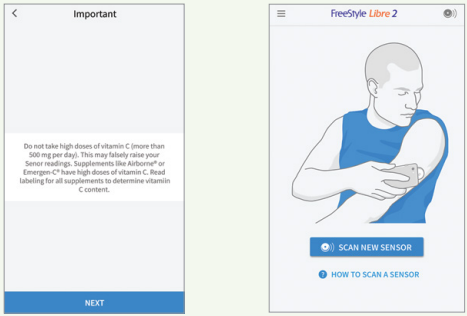 Important
Do not take high doses of vitamin C (more than
500 mg per day). This may falsely raise your
Senor readings. Supplements like Airborne® or
Emergen-C® have high doses of vitamin C. Read
labeling for all supplements to determine vitamiin
C content.
NEXT
FreeStyle Libre 2
SCAN NEW SENSOR
? HOW TO SCAN A SENSOR